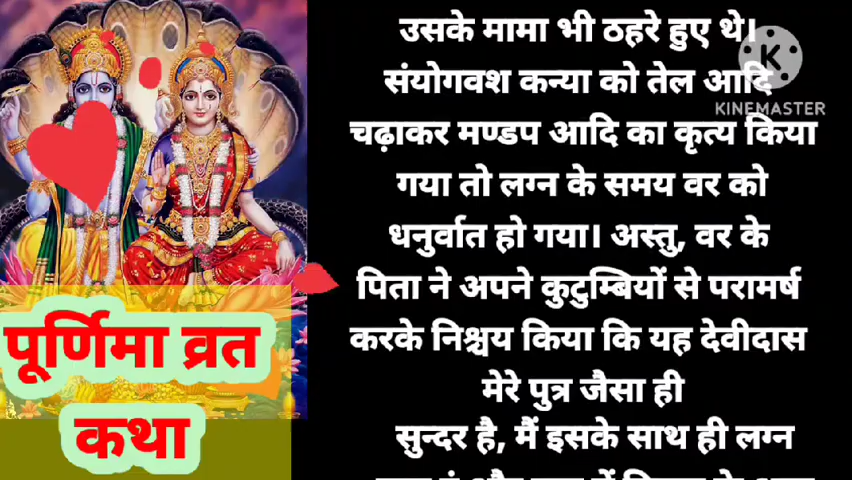 उसके मामा भी ठहरे हुए थे।
संयोगवश कन्या को तेल आदि
चढ़ाकर मण्डप आदि का कृत्य किया
गया तो लग्न के समय वर को
धनुर्वात हो गया। अस्तु, वर के
पिता ने अपने कुटुम्बियों से परामर्ष
करके निश्चय किया कि यह देवीदास
मेरे पुत्र जैसा ही
सुन्दर है, मैं इसके साथ ही लग्न
पूर्णिमा व्रत
कथा
KINEMASTER